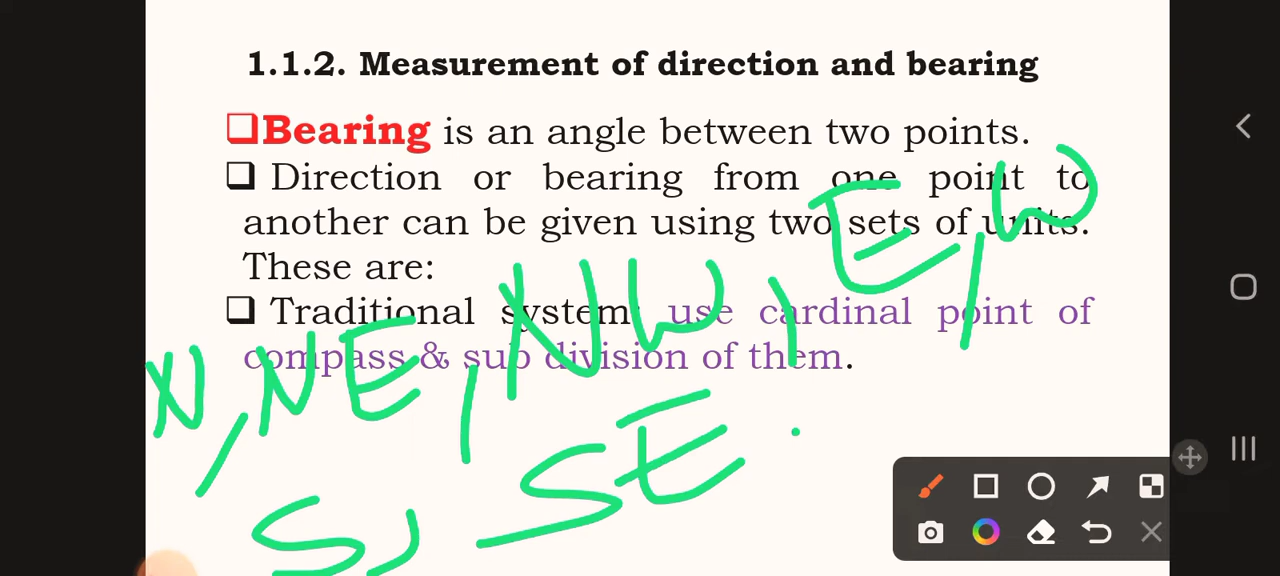 1.1.2. Measurement of direction and bearing
❑Bearing is an angle between two points.
❑ Direction or bearing from one point to
another can be given using two sets of units.
These are:
❑ Traditional system: use cardinal point of
compass & sub division of them.
N, NE, NW, E, W
S, SE